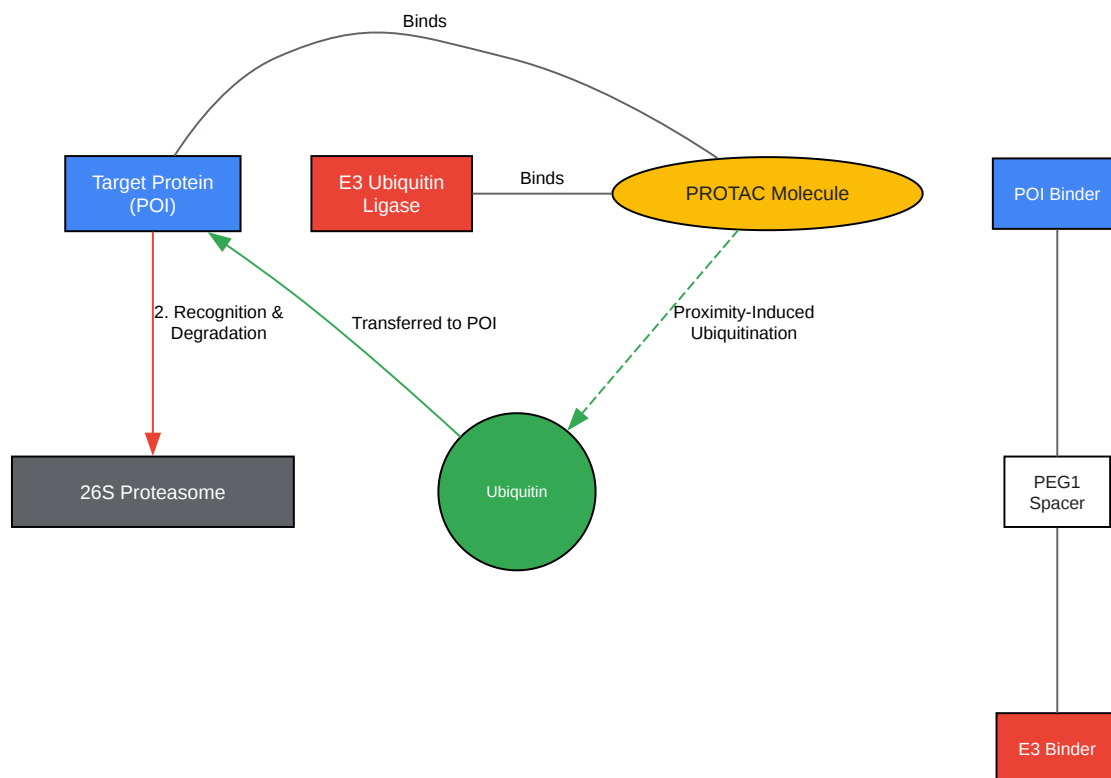 Binds
Target Protein
(POI)
E3 Ubiquitin
Ligase
Binds
PROTAC Molecule
POI Binder
2. Recognition &
Degradation
Transferred to POI
Proximity-Induced
Ubiquitination
26S Proteasome
Ubiquitin
PEG1
Spacer
E3 Binder